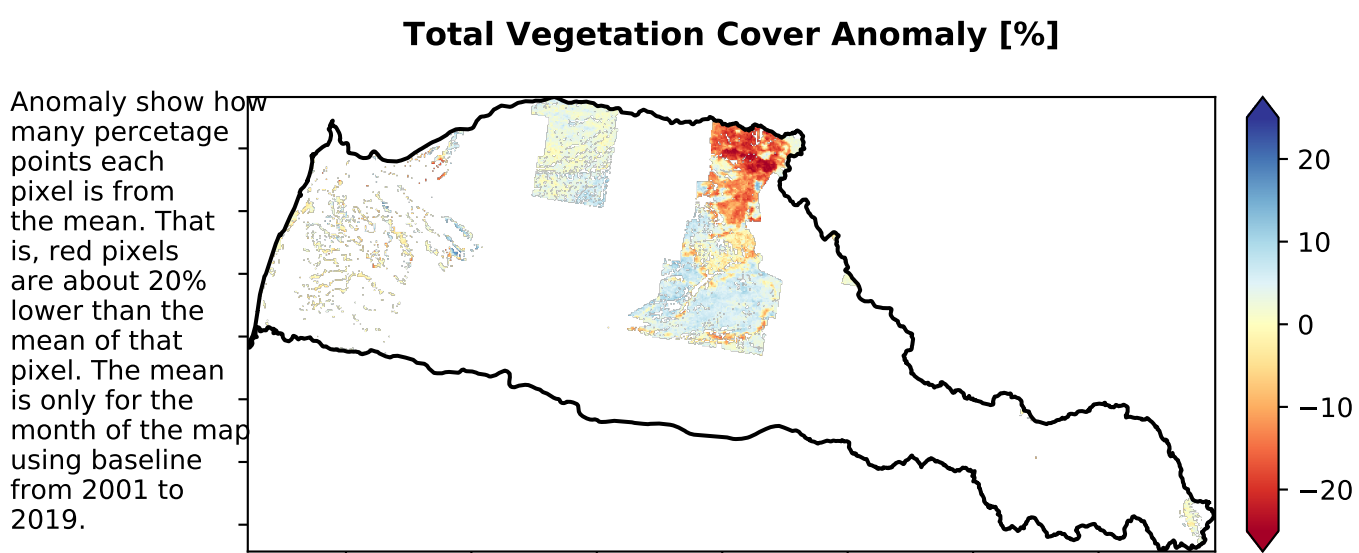 Total Vegetation Cover Anomaly [%]
Anomaly show how
many percetage
points each
pixel is from
the mean. That
is, red pixels
are about 20%
lower than the
mean of that
pixel. The mean
is only for the
month of the map
using baseline
from 2001 to
2019.
20
10
0
−10
−20